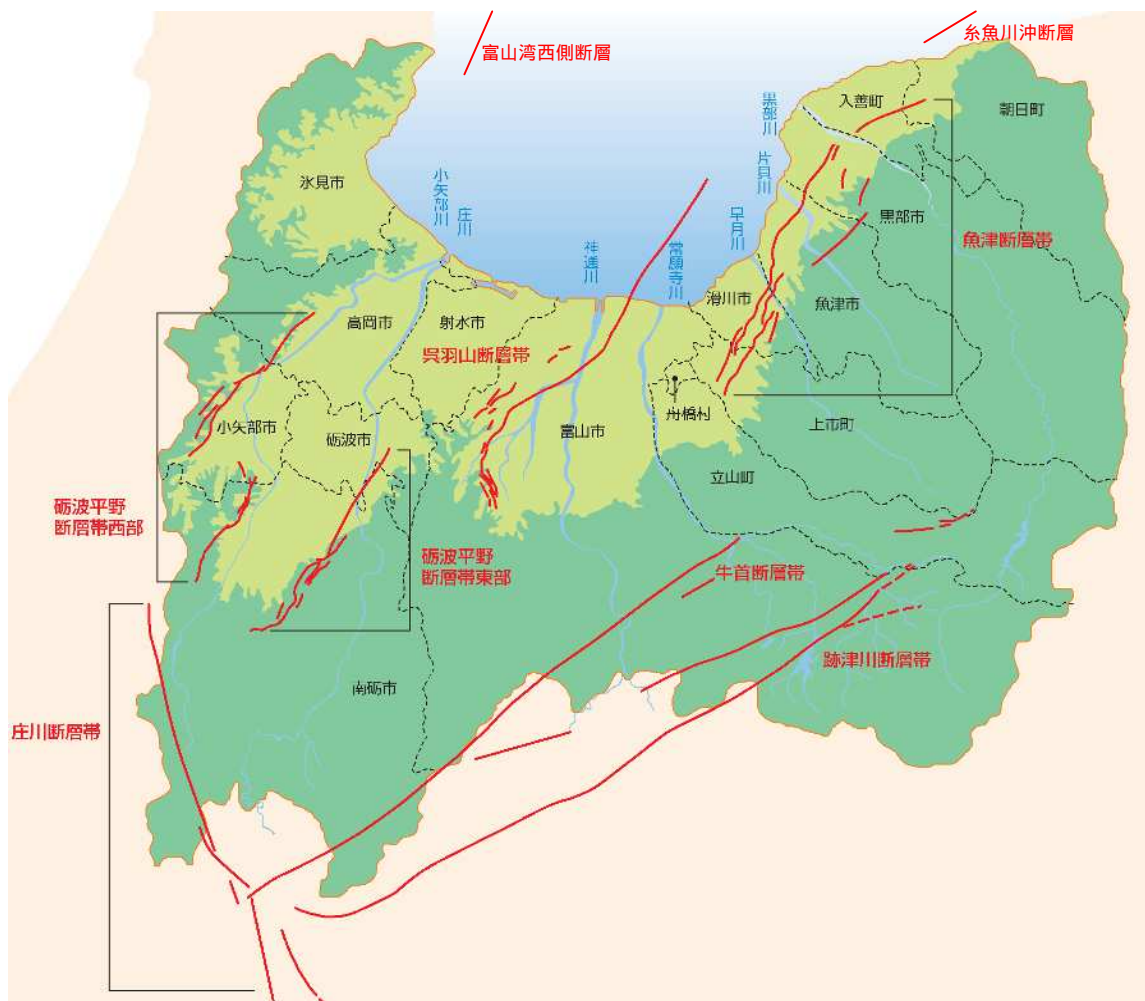 富山湾西側断層
糸魚川沖断層
入善町
朝日町
黒部川
片貝川
氷見市
小矢部川
庄川
早月川
黒部市
魚津断層帯
神通川
常願寺川
滑川市
魚津市
高岡市
射水市
呉羽山断層帯
舟橋村
小矢部市
砺波市
富山市
上市町
立山町
砺波平野
断層帯西部
砺波平野
断層帯東部
牛首断層帯
跡津川断層帯
南砺市
庄川断層帯